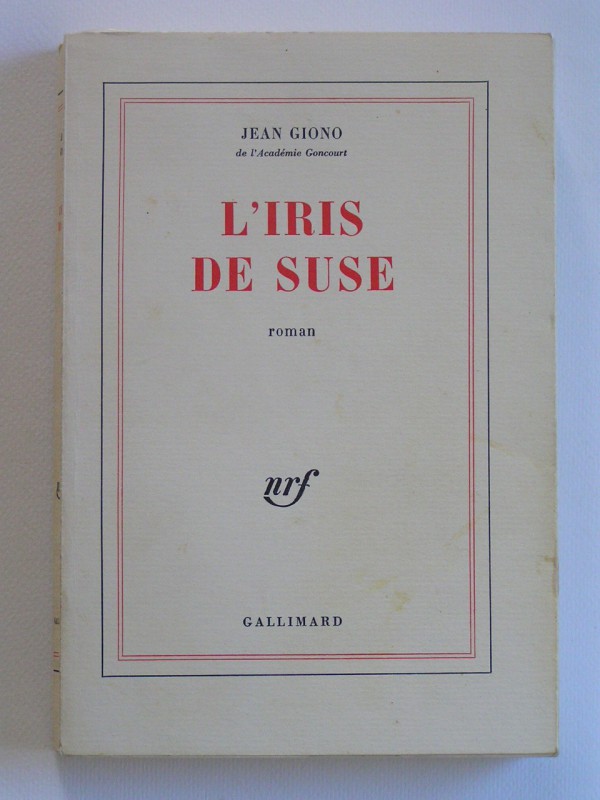 JEAN GIONO
de l'Académie Goncourt
L'IRIS
DE SUSE
roman
nrf
GALLIMARD